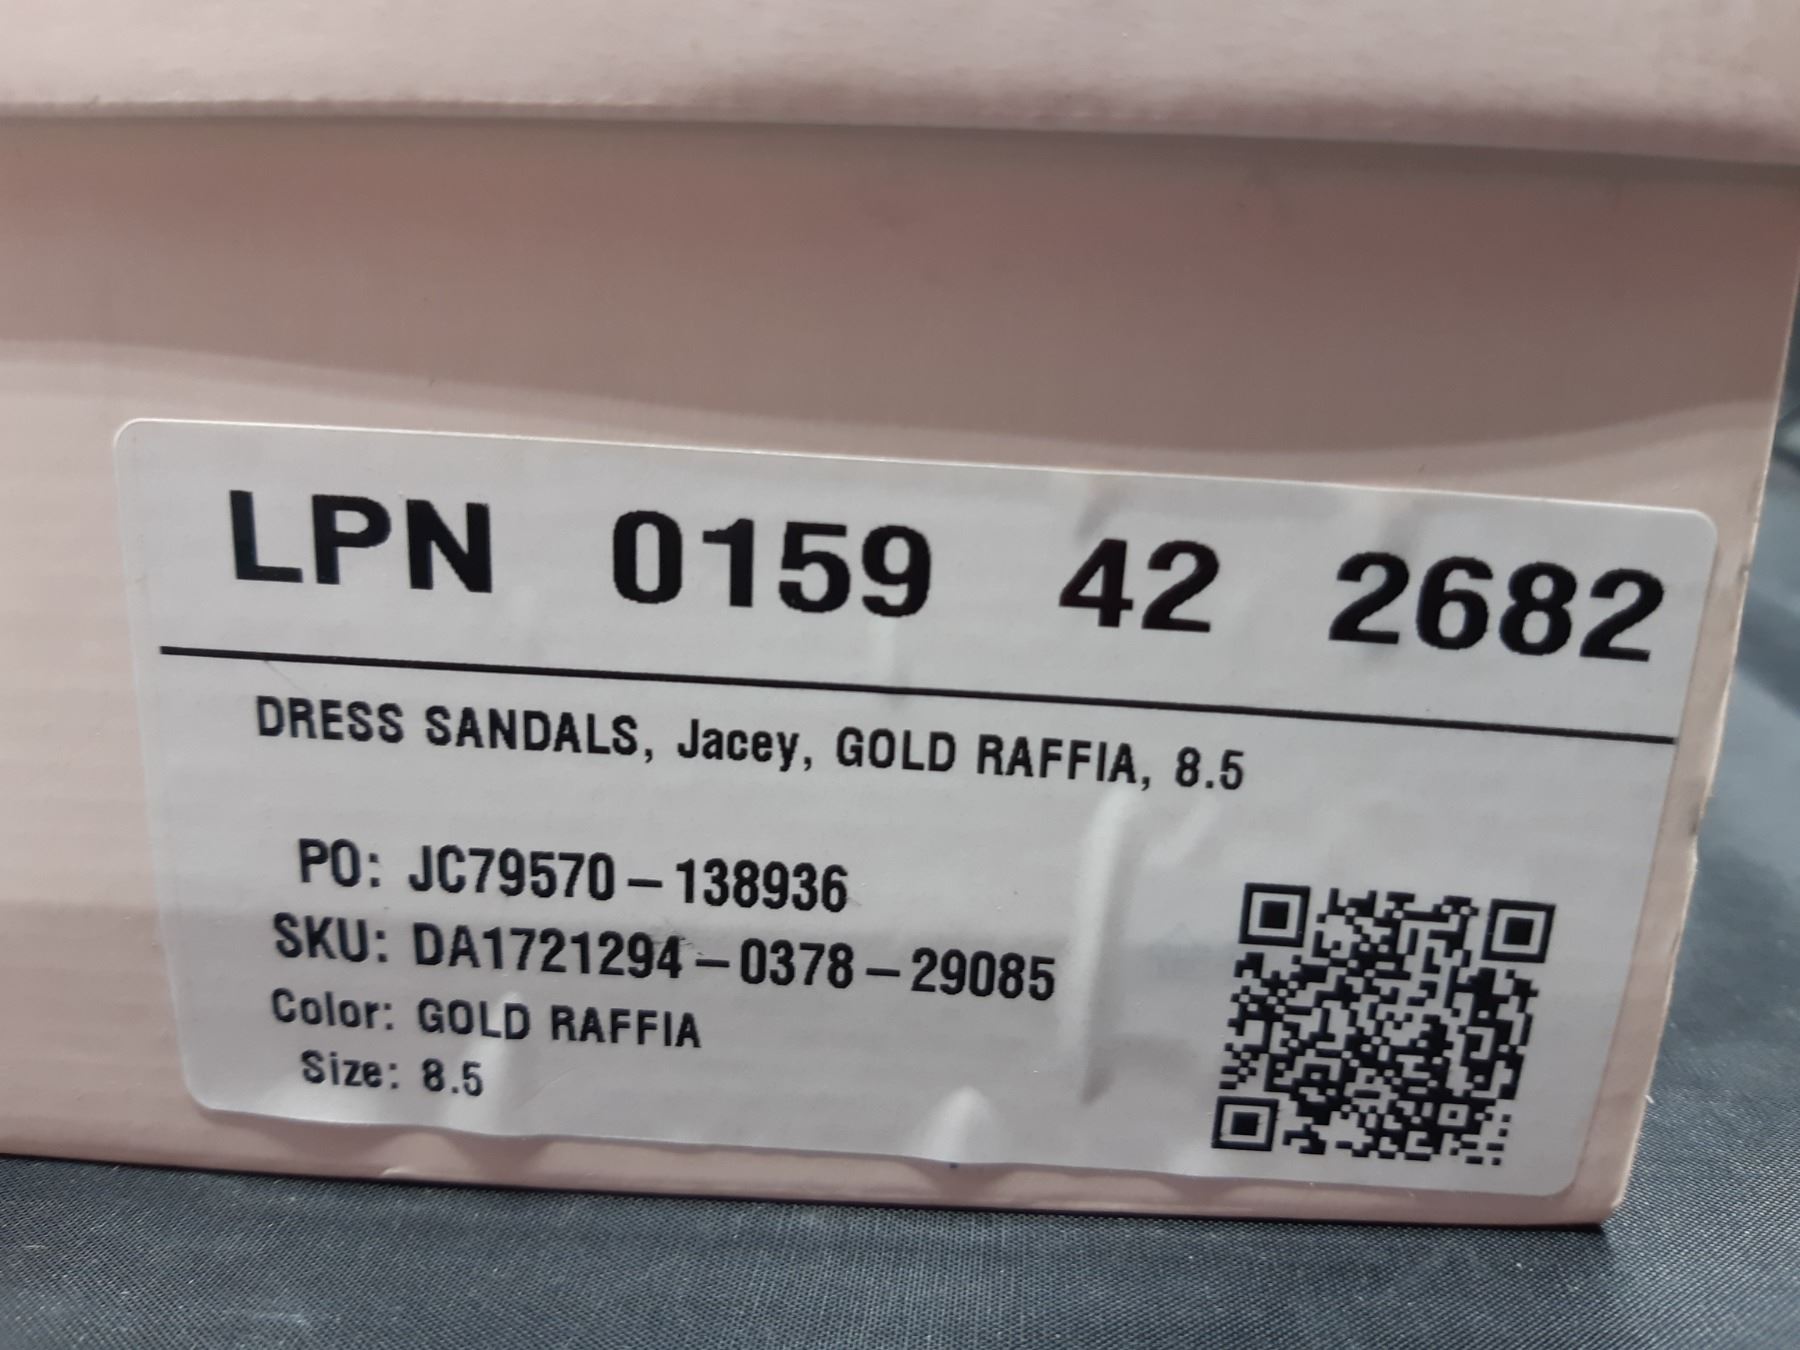 LPN 0159 42 2682
DRESS SANDALS, Jacey, GOLD RAFFIA, 8.5
PO: JC79570-138936
SKU: DA1721294-0378-29085
Color: GOLD RAFFIA
Size: 8.5